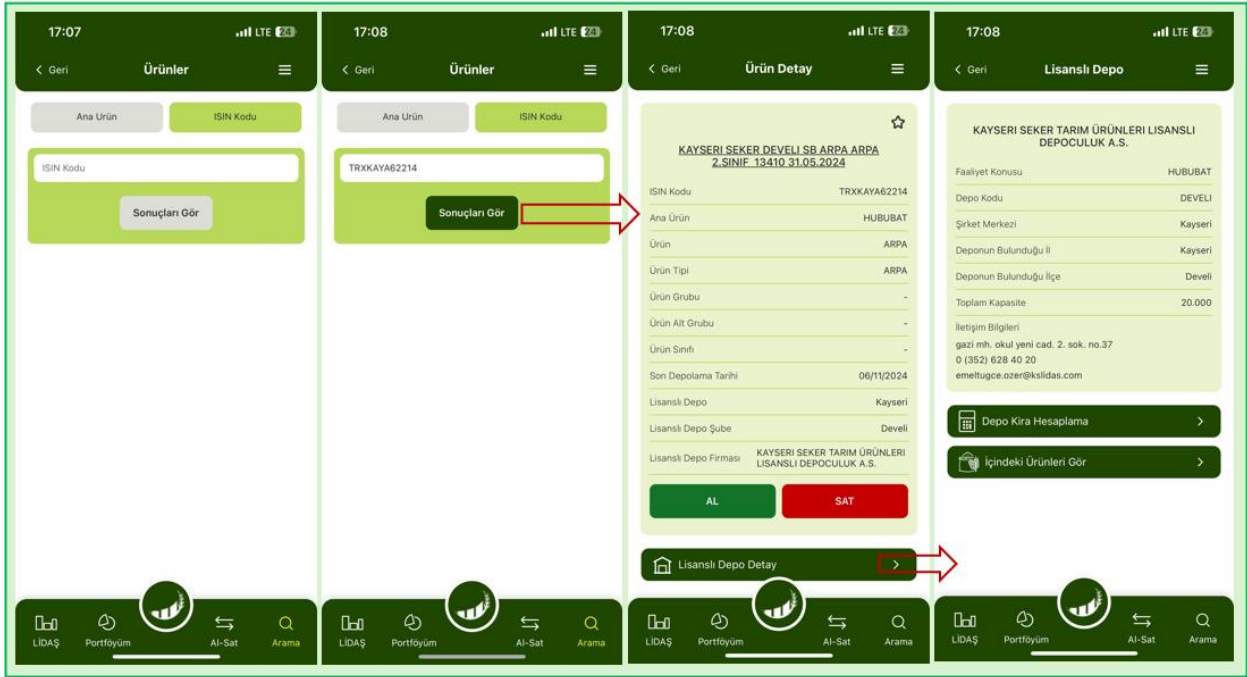 17:07
LTE 24
Geri
Ürünler
Ana Ürün
ISIN Kodu
ISIN Kodu
Sonuçları Gör
LİDAŞ
Portföyüm
Al-Sat
Arama
17:08
LTE 24
Geri
Ürünler
Ana Ürün
ISIN Kodu
TRXKAYA62214
Sonuçları Gör
LİDAŞ
Portföyüm
Al-Sat
Arama
17:08
LTE 24
Geri
Ürün Detay
KAYSERI SEKER DEVELI SB ARPA ARPA
2.SINIF 13410 31.05.2024
ISIN Kodu TRXKAYA62214
Ana Ürün HUBUBAT
Ürün ARPA
Ürün Tipi ARPA
Ürün Grubu -
Ürün Alt Grubu -
Ürün Sınıfı -
Son Depolama Tarihi 06/11/2024
Lisanslı Depo Kayseri
Lisanslı Depo Şube Develi
Lisanslı Depo Firması KAYSERI SEKER TARIM ÜRÜNLERI
LISANSLI DEPOCULUK A.S.
AL
SAT
Lisanslı Depo Detay
LİDAŞ
Portföyüm
Al-Sat
Arama
17:08
LTE 24
Geri
Lisanslı Depo
KAYSERI SEKER TARIM ÜRÜNLERI LISANSLI
DEPOCULUK A.S.
Faaliyet Konusu HUBUBAT
Depo Kodu DEVELI
Şirket Merkezi Kayseri
Deponun Bulunduğu İl Kayseri
Deponun Bulunduğu İlçe Develi
Toplam Kapasite 20.000
İletişim Bilgileri
gazi mh. okul yeni cad. 2. sok. no.37
0 (352) 628 40 20
emeltugce.ozer@kslidas.com
Depo Kira Hesaplama
İçindeki Ürünleri Gör
LİDAŞ
Portföyüm
Al-Sat
Arama